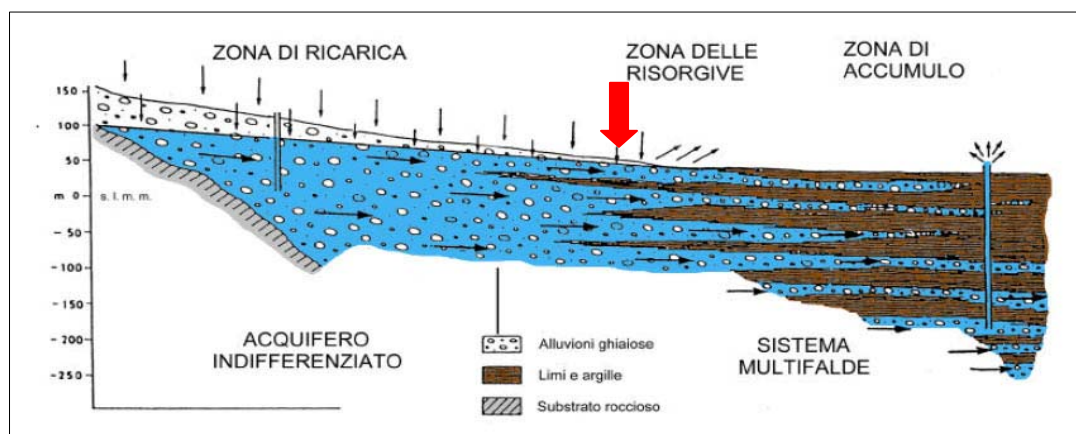 ZONA DI RICARICA
ZONA DELLE
RISORGIVE
ZONA DI
ACCUMULO
150
100
50
m 0
s. l. m. m.
-50
-100
-150
-200
-250
ACQUIFERO
INDIFFERENZIATO
Alluvioni ghiaiose
Limi e argille
Substrato roccioso
SISTEMA
MULTIFALDE